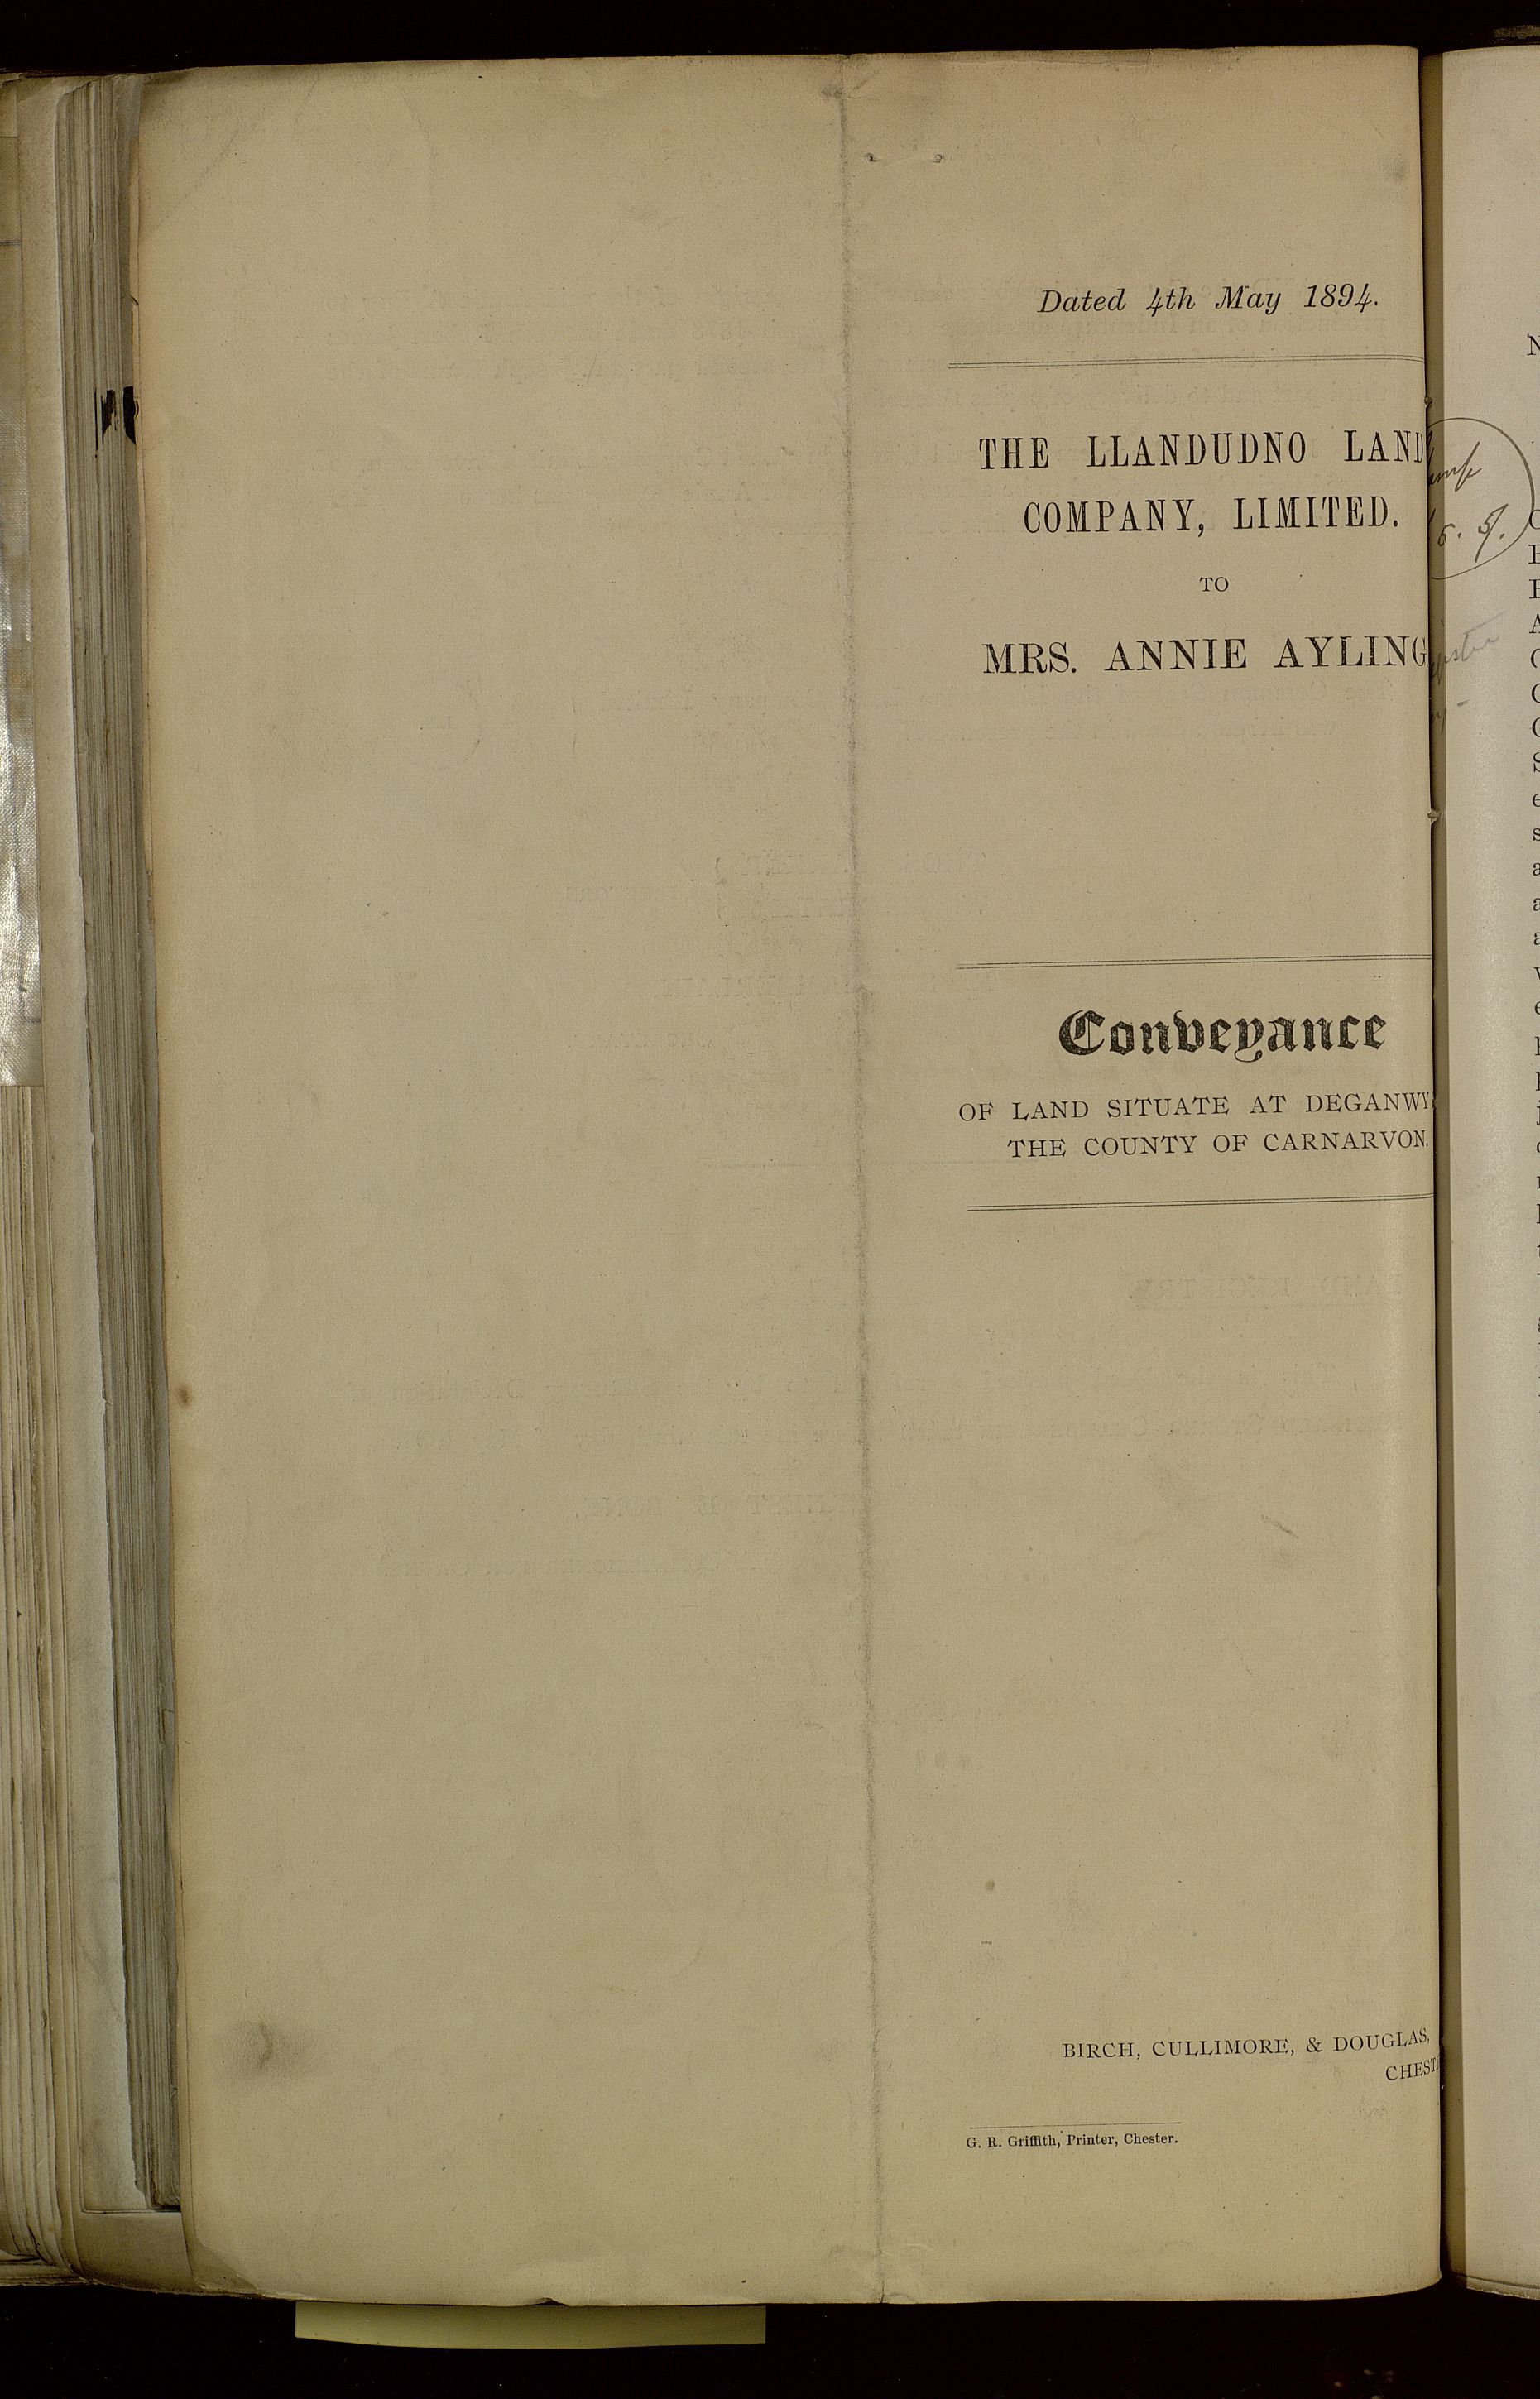 Dated 4th May 1894.
THE LLANDUDNO LAND
COMPANY, LIMITED.
TO
MRS. ANNIE AYLING
Conveyance
OF LAND SITUATE AT DEGANWY
THE COUNTY OF CARNARVON.
BIRCH, CULLIMORE, & DOUGLAS,
G. R. Griffith, Printer, Chester.